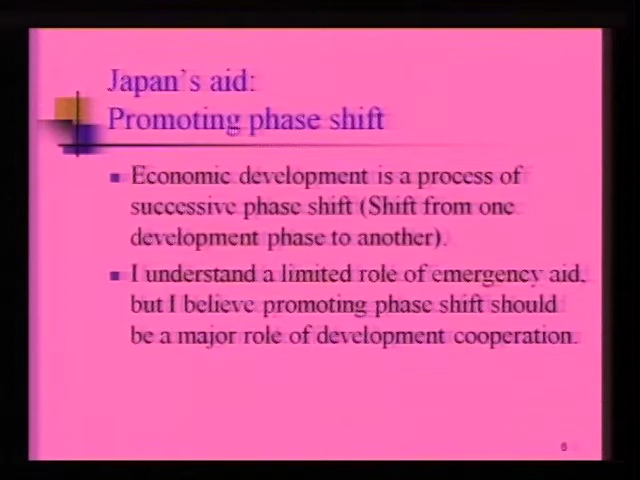 Japan's aid:
Promoting phase shift
Economic development is a process of
successive phase shift (Shift from one
development phase to another).
I understand a limited role of emergency aid,
but I believe promoting phase shift should
be a major role of development cooperation.
6